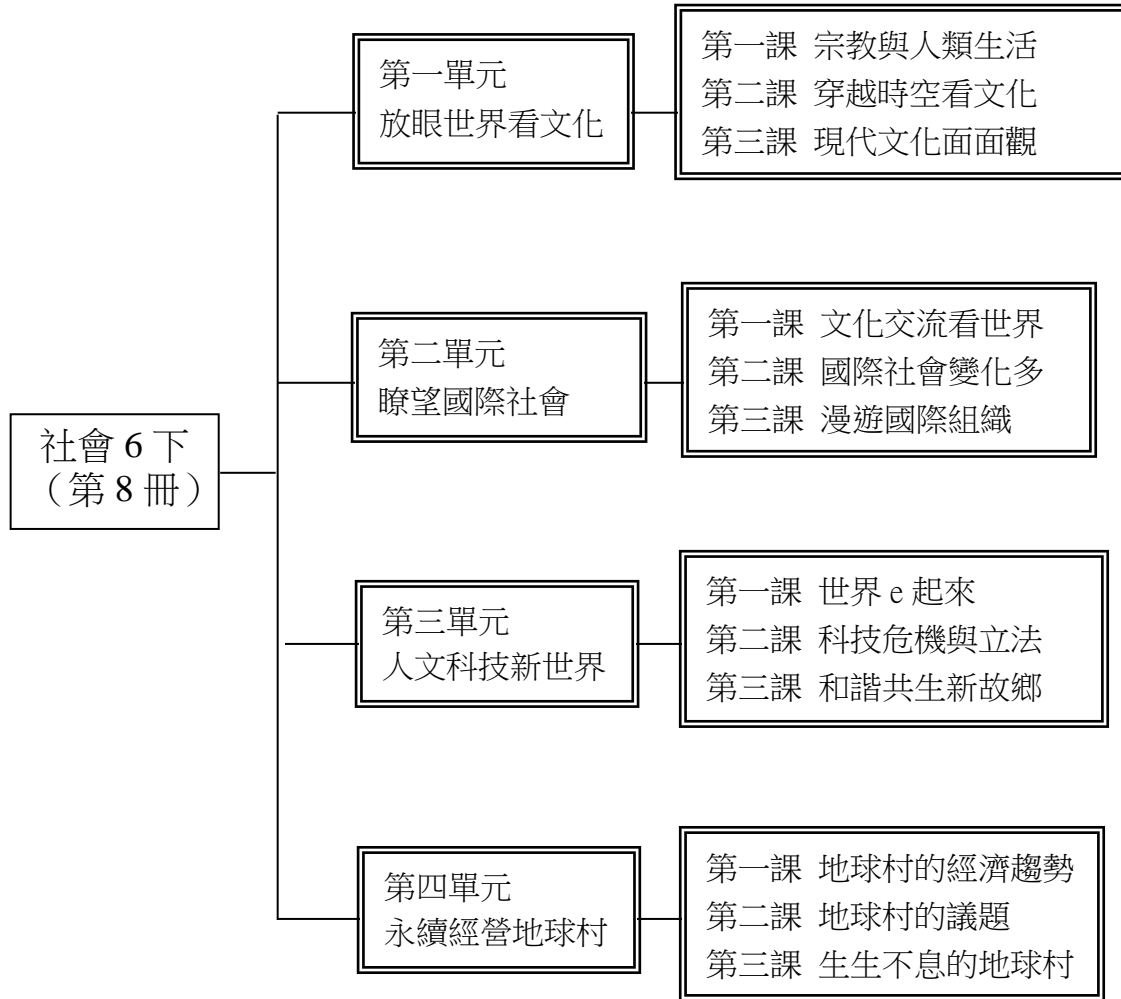 社會 6 下
（第 8 冊）
第一單元
放眼世界看文化
第一課 宗教與人類生活
第二課 穿越時空看文化
第三課 現代文化面面觀
第二單元
瞭望國際社會
第一課 文化交流看世界
第二課 國際社會變化多
第三課 漫遊國際組織
第三單元
人文科技新世界
第一課 世界 e 起來
第二課 科技危機與立法
第三課 和諧共生新故鄉
第四單元
永續經營地球村
第一課 地球村的經濟趨勢
第二課 地球村的議題
第三課 生生不息的地球村